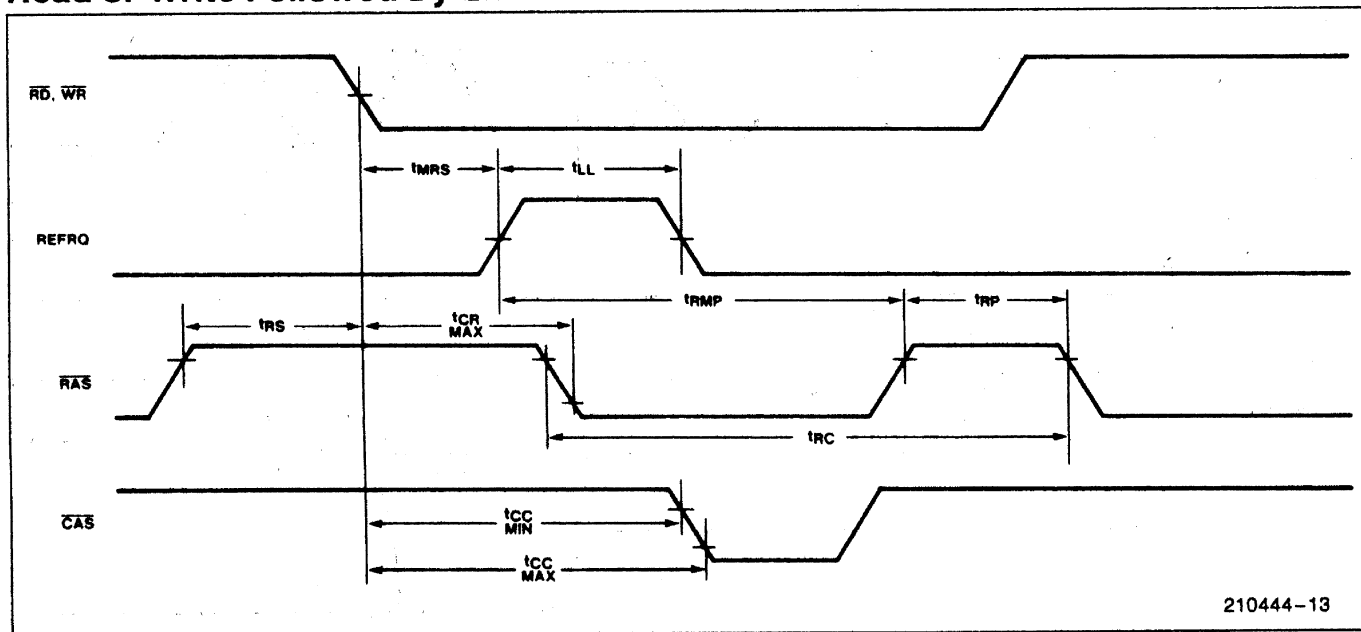 RD, WR
tMRS
tLL
REFRQ
tRMP
tRP
tRS
tCR
MAX
RAS
tRC
CAS
tCC
MIN
tCC
MAX
210444-13